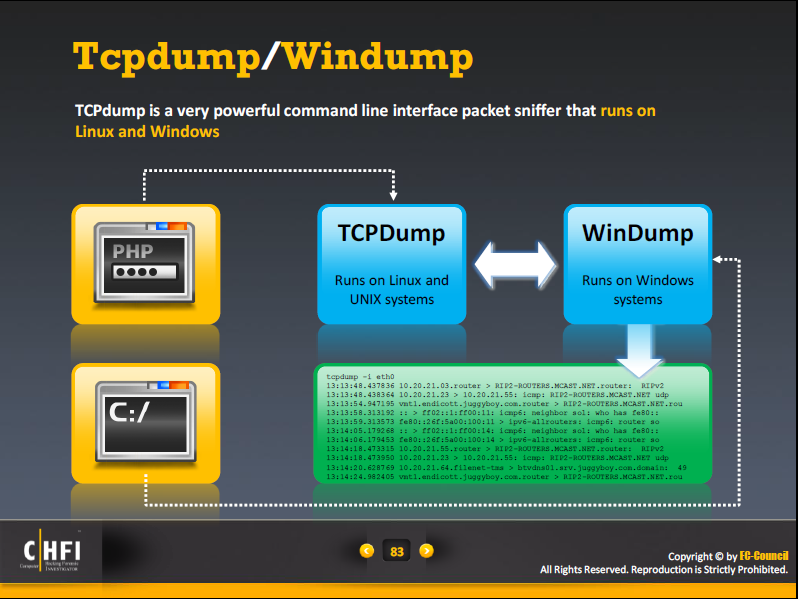 Tcpdump/Windump
TCPdump is a very powerful command line interface packet sniffer that runs on
Linux and Windows
PHP
TCPDump
Runs on Linux and
UNIX systems
WinDump
Runs on Windows
systems
C:/
tcpdump -i eth0
13:13:48.437836 10.20.21.03.router > RIP2-ROUTERS.MCAST.NET.router: RIPv2
13:13:48.438364 10.20.21.23 > 10.20.21.55: icmp: RIP2-ROUTERS.MCAST.NET udp
13:13:54.947195 vmt1.endicott.juggyboy.com.router > RIP2-ROUTERS.MCAST.NET.rou
13:13:58.313192 :: > ff02::1:ff00:11: icmp6: neighbor sol: who has fe80::
13:13:59.313573 fe80::26f:5a00:100:11 > ipv6-allrouters: icmp6: router so
13:14:05.179268 :: > ff02::1:ff00:14: icmp6: neighbor sol: who has fe80::
13:14:06.179453 fe80::26f:5a00:100:14 > ipv6-allrouters: icmp6: router so
13:14:18.473315 10.20.21.55.router > RIP2-ROUTERS.MCAST.NET.router: RIPv2
13:14:18.473950 10.20.21.23 > 10.20.21.55: icmp: RIP2-ROUTERS.MCAST.NET udp
13:14:20.628769 10.20.21.64.filenet-tms > btvdns01.srv.juggyboy.com.domain: 49
13:14:24.982405 vmt1.endicott.juggyboy.com.router > RIP2-ROUTERS.MCAST.NET.rou
CHFI
Computer Hacking Forensic
INVESTIGATOR
83
Copyright © by EC-Council
All Rights Reserved. Reproduction is Strictly Prohibited.